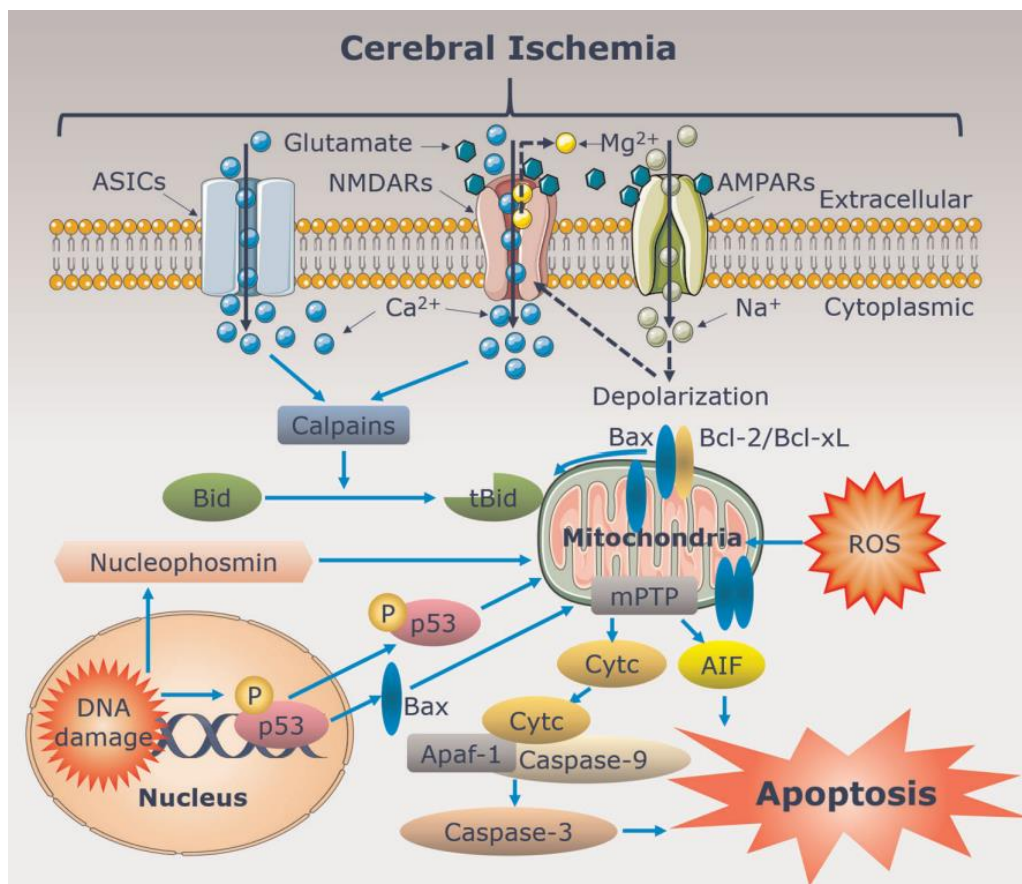 Cerebral Ischemia
Glutamate
Mg²⁺
ASICs
NMDARs
AMPARs
Extracellular
Ca²⁺
Na⁺
Cytoplasmic
Depolarization
Calpains
Bax
Bcl-2/Bcl-xL
Bid
tBid
Mitochondria
ROS
Nucleophosmin
mPTP
P
p53
Cytc
AIF
P
DNA
damage
p53
Bax
Cytc
Apaf-1
Caspase-9
Nucleus
Apoptosis
Caspase-3